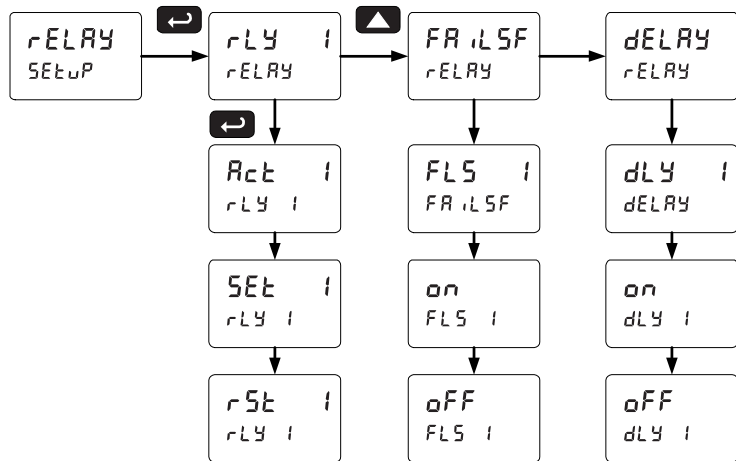 rELAY
SEtuP
rLY 1
rELAY
FAiLSF
rELAY
dELAY
rELAY
Act 1
rLY 1
FLS 1
FAiLSF
dLY 1
dELAY
SEt 1
rLY 1
on
FLS 1
on
dLY 1
rSt 1
rLY 1
oFF
FLS 1
oFF
dLY 1